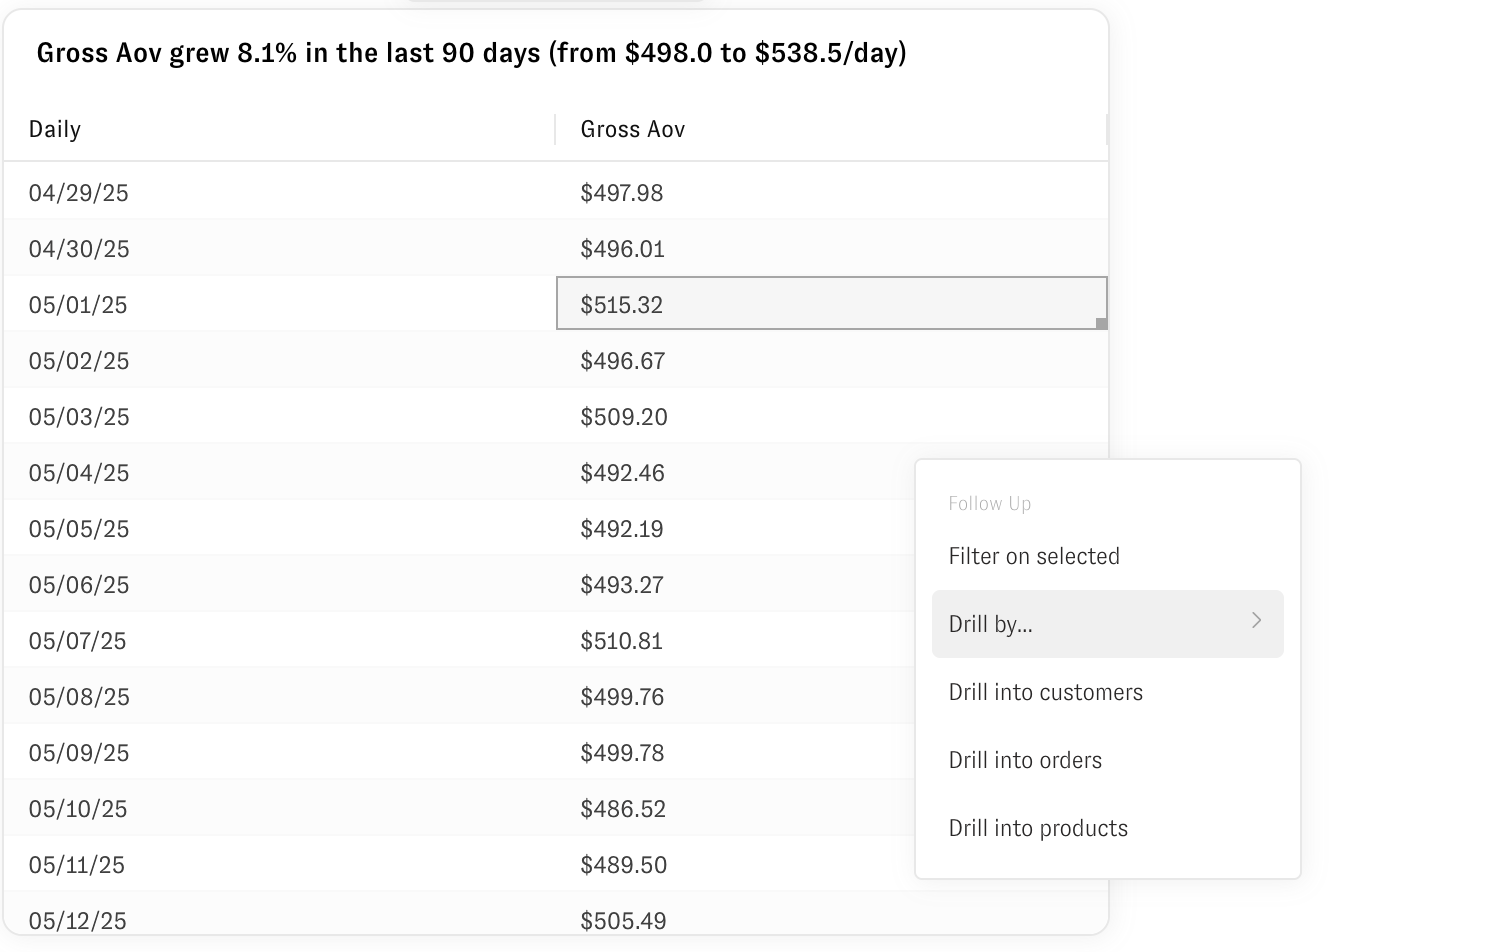 Gross Aov grew 8.1% in the last 90 days (from $498.0 to $538.5/day)
Daily Gross Aov
04/29/25 $497.98
04/30/25 $496.01
05/01/25 $515.32
05/02/25 $496.67
05/03/25 $509.20
05/04/25 $492.46
05/05/25 $492.19
05/06/25 $493.27
05/07/25 $510.81
05/08/25 $499.76
05/09/25 $499.78
05/10/25 $486.52
05/11/25 $489.50
05/12/25 $505.49
Follow Up
Filter on selected
Drill by...
Drill into customers
Drill into orders
Drill into products